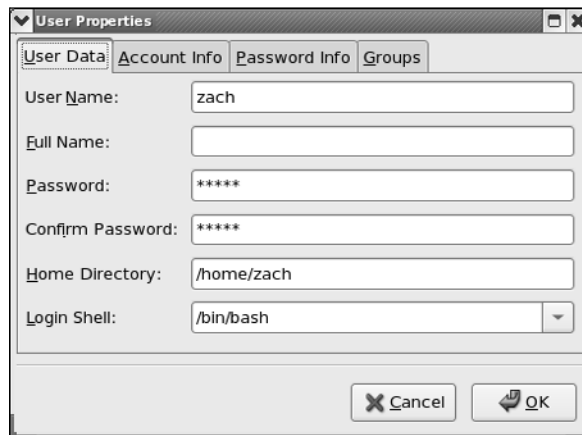 User Properties
User Data Account Info Password Info Groups
User Name: zach
Full Name:
Password: *****
Confirm Password: *****
Home Directory: /home/zach
Login Shell: /bin/bash
Cancel OK